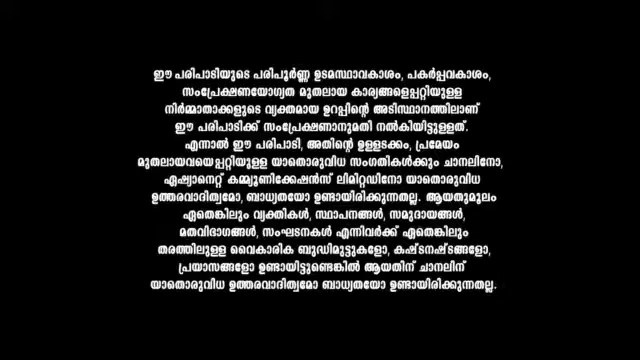 ഈ പരിപാടിയുടെ പരിപൂർണ്ണ ഉടമസ്ഥാവകാശം, പകർപ്പവകാശം,
സംപ്രേക്ഷണയോഗ്യത മുതലായ കാര്യങ്ങളെപ്പറ്റിയുള്ള
നിർമ്മാതാക്കളുടെ വ്യക്തമായ ഉറപ്പിന്റെ അടിസ്ഥാനത്തിലാണ്
ഈ പരിപാടിക്ക് സംപ്രേക്ഷണാനുമതി നൽകിയിട്ടുള്ളത്.
എന്നാൽ ഈ പരിപാടി, അതിന്റെ ഉള്ളടക്കം, പ്രമേയം
മുതലായവയെപ്പറ്റിയുള്ള യാതൊരുവിധ സംഗതികൾക്കും ചാനലിനോ,
ഏഷ്യാനെറ്റ് കമ്മ്യൂണിക്കേഷൻസ് ലിമിറ്റഡിനോ യാതൊരുവിധ
ഉത്തരവാദിത്വമോ, ബാധ്യതയോ ഉണ്ടായിരിക്കുന്നതല്ല. ആയതുമൂലം
ഏതെങ്കിലും വ്യക്തികൾ, സ്ഥാപനങ്ങൾ, സമുദായങ്ങൾ,
മതവിഭാഗങ്ങൾ, സംഘടനകൾ എന്നിവർക്ക് ഏതെങ്കിലും
തരത്തിലുള്ള വൈകാരിക ബുദ്ധിമുട്ടുകളോ, കഷ്ടനഷ്ടങ്ങളോ,
പ്രയാസങ്ങളോ ഉണ്ടായിട്ടുണ്ടെങ്കിൽ ആയതിന് ചാനലിന്
യാതൊരുവിധ ഉത്തരവാദിത്വമോ ബാധ്യതയോ ഉണ്ടായിരിക്കുന്നതല്ല.